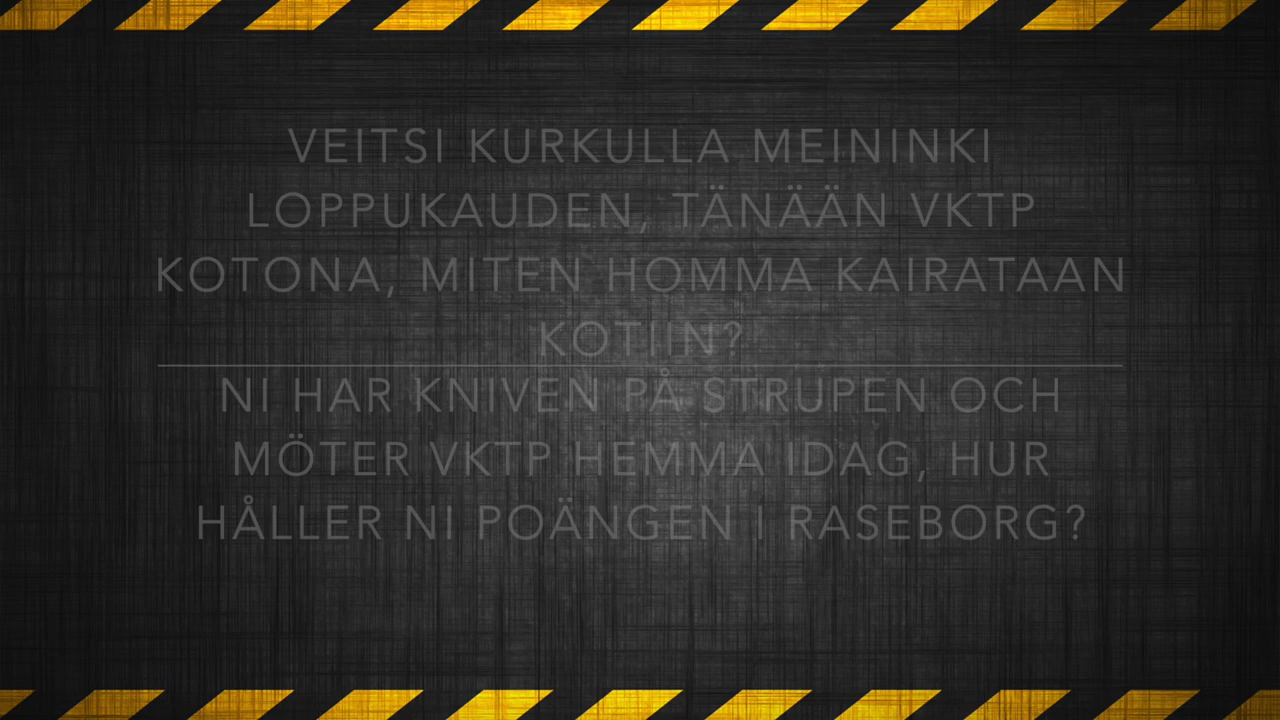 VEITSI KURKULLA MEININKI
LOPPUKAUDEN, TÄNÄÄN VKTP
KOTONA, MITEN HOMMA KAIRATAAN
KOTIIN?
NI HAR KNIVEN PÅ STRUPEN OCH
MÖTER VKTP HEMMA IDAG, HUR
HÅLLER NI POÄNGEN I RASEBORG?